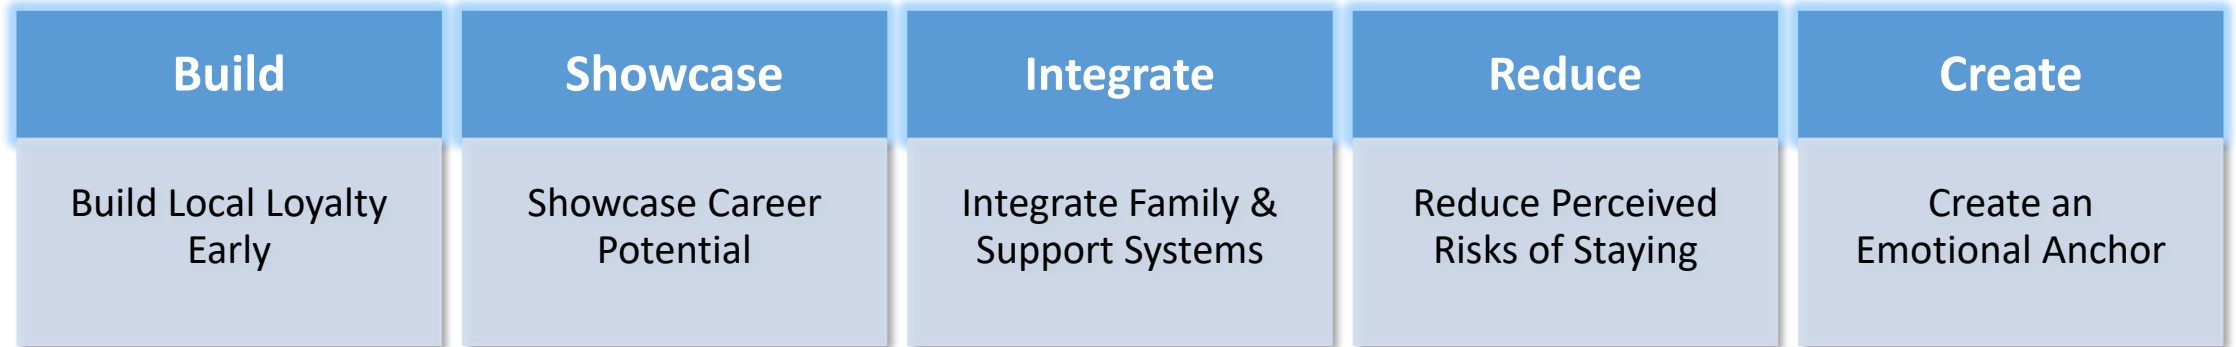 Build
Build Local Loyalty
Early
Showcase
Showcase Career
Potential
Integrate
Integrate Family &
Support Systems
Reduce
Reduce Perceived
Risks of Staying
Create
Create an
Emotional Anchor